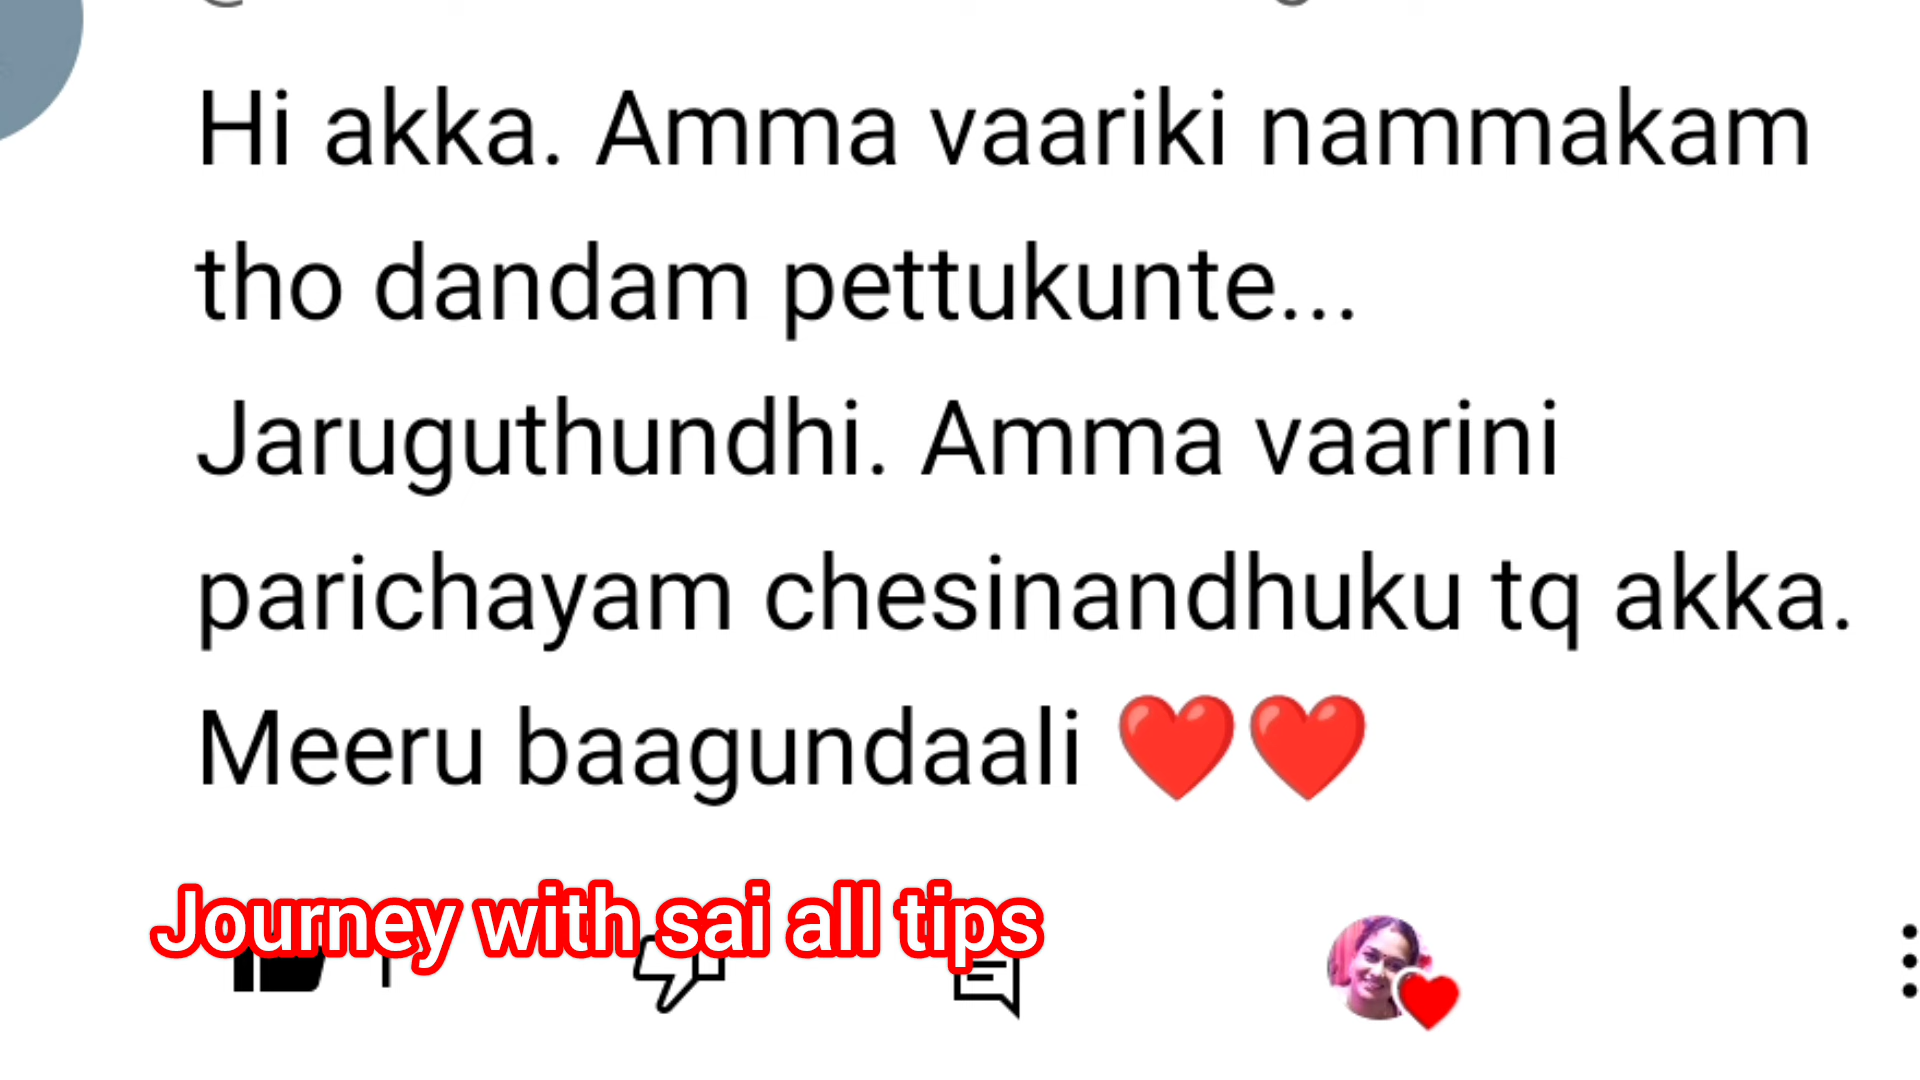 Hi akka. Amma vaariki nammakam
tho dandam pettukunte...
Jaruguthundhi. Amma vaarini
parichayam chesinandhuku tq akka.
Meeru baagundaali ❤️❤️
Journey with sai all tips